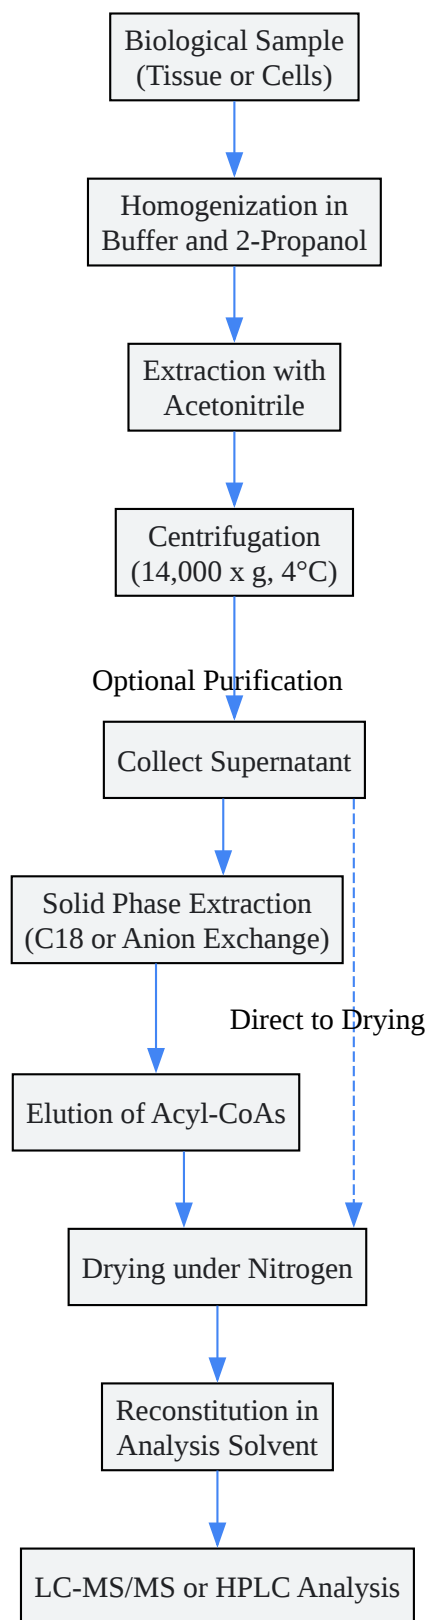 Biological Sample
(Tissue or Cells)
Homogenization in
Buffer and 2-Propanol
Extraction with
Acetonitrile
Centrifugation
(14,000 x g, 4°C)
Optional Purification
Collect Supernatant
Solid Phase Extraction
(C18 or Anion Exchange)
Direct to Drying
Elution of Acyl-CoAs
Drying under Nitrogen
Reconstitution in
Analysis Solvent
LC-MS/MS or HPLC Analysis